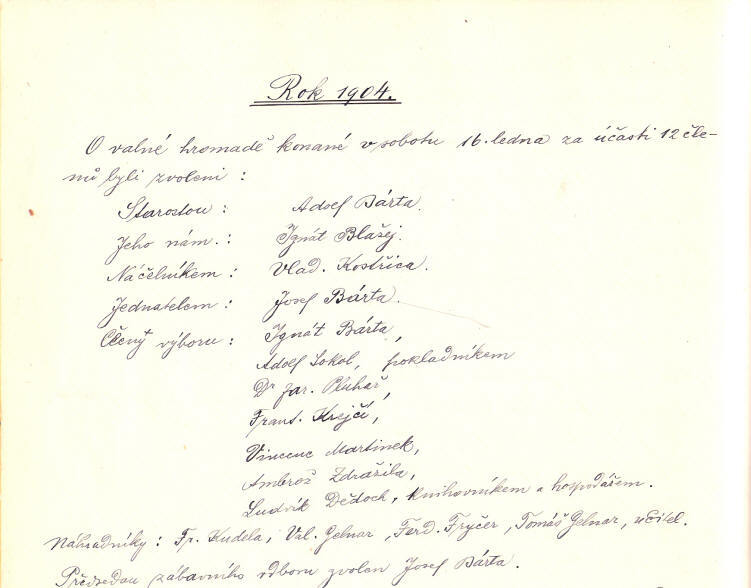 Rok 1904.
O valné hromadě konané v sobotu 16. ledna za účasti 12 čle-
nů byli zvoleni :
Starostou : Adolf Bárta.
Jeho nám. : Ignát Blažej.
Náčelníkem : Vlad. Kostřica.
Jednatelem : Josef Bárta.
Členy výboru : Ignát Bárta,
Adolf Sokol, pokladníkem
Dr Jar. Pluhař,
Frant. Krejčí,
Vincenc Martinek,
Ambrož Zdražila,
Ludvík Dědoch, knihovníkem a hospodářem.
Náhradníky : Fr. Kudela, Val. Gelnar, Ferd. Fryčer, Tomáš Gelnar, učitel.
Předsedou zábavního odboru zvolen Josef Bárta.